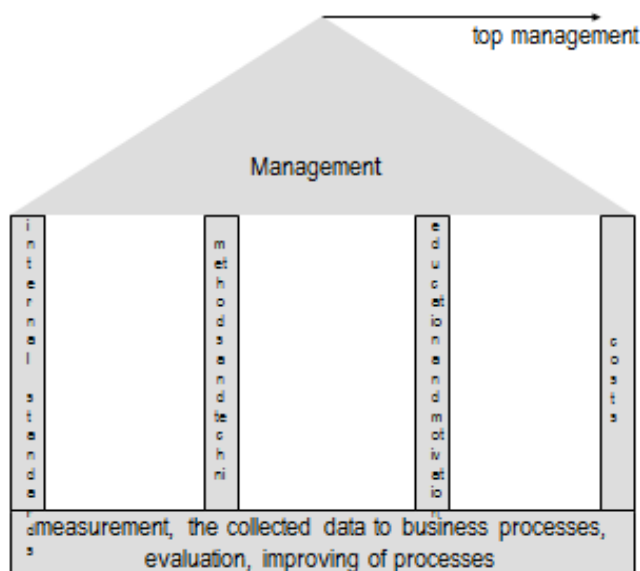 top management
Management
internal standards
methods and techni
education and motivation
costs
measurement, the collected data to business processes,
evaluation, improving of processes